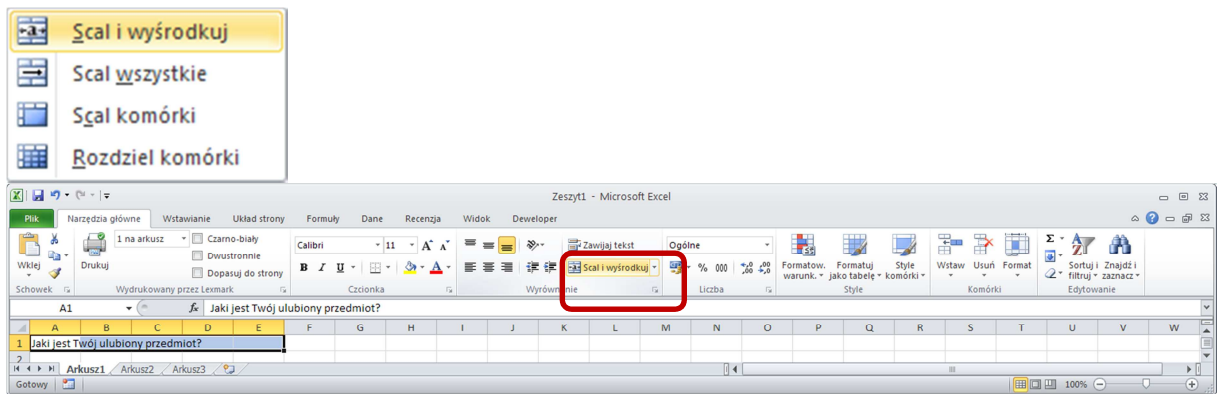 Scal i wyśrodkuj
Scal wszystkie
Scal komórki
Rozdziel komórki
Zeszyt1 - Microsoft Excel
Plik Narzędzia główne Wstawianie Układ strony Formuły Dane Recenzja Widok Deweloper
Wklej
Schowek
Drukuj
1 na arkusz
Czarno-biały
Dwustronnie
Dopasuj do strony
Wydrukowany przez Lexmark
Calibri 11
B I U
Czcionka
Zawijaj tekst
Scal i wyśrodkuj
Wyrównanie
Ogólne
% 000
Liczba
Formatow. warunk.
Formatuj jako tabelę
Style komórki
Style
Wstaw Usuń Format
Komórki
Sortuj i filtruj
Znajdź i zaznacz
Edytowanie
A1 fx Jaki jest Twój ulubiony przedmiot?
A B C D E F G H I J K L M N O P Q R S T U V W
1 Jaki jest Twój ulubiony przedmiot?
2
Arkusz1 Arkusz2 Arkusz3
Gotowy 100%